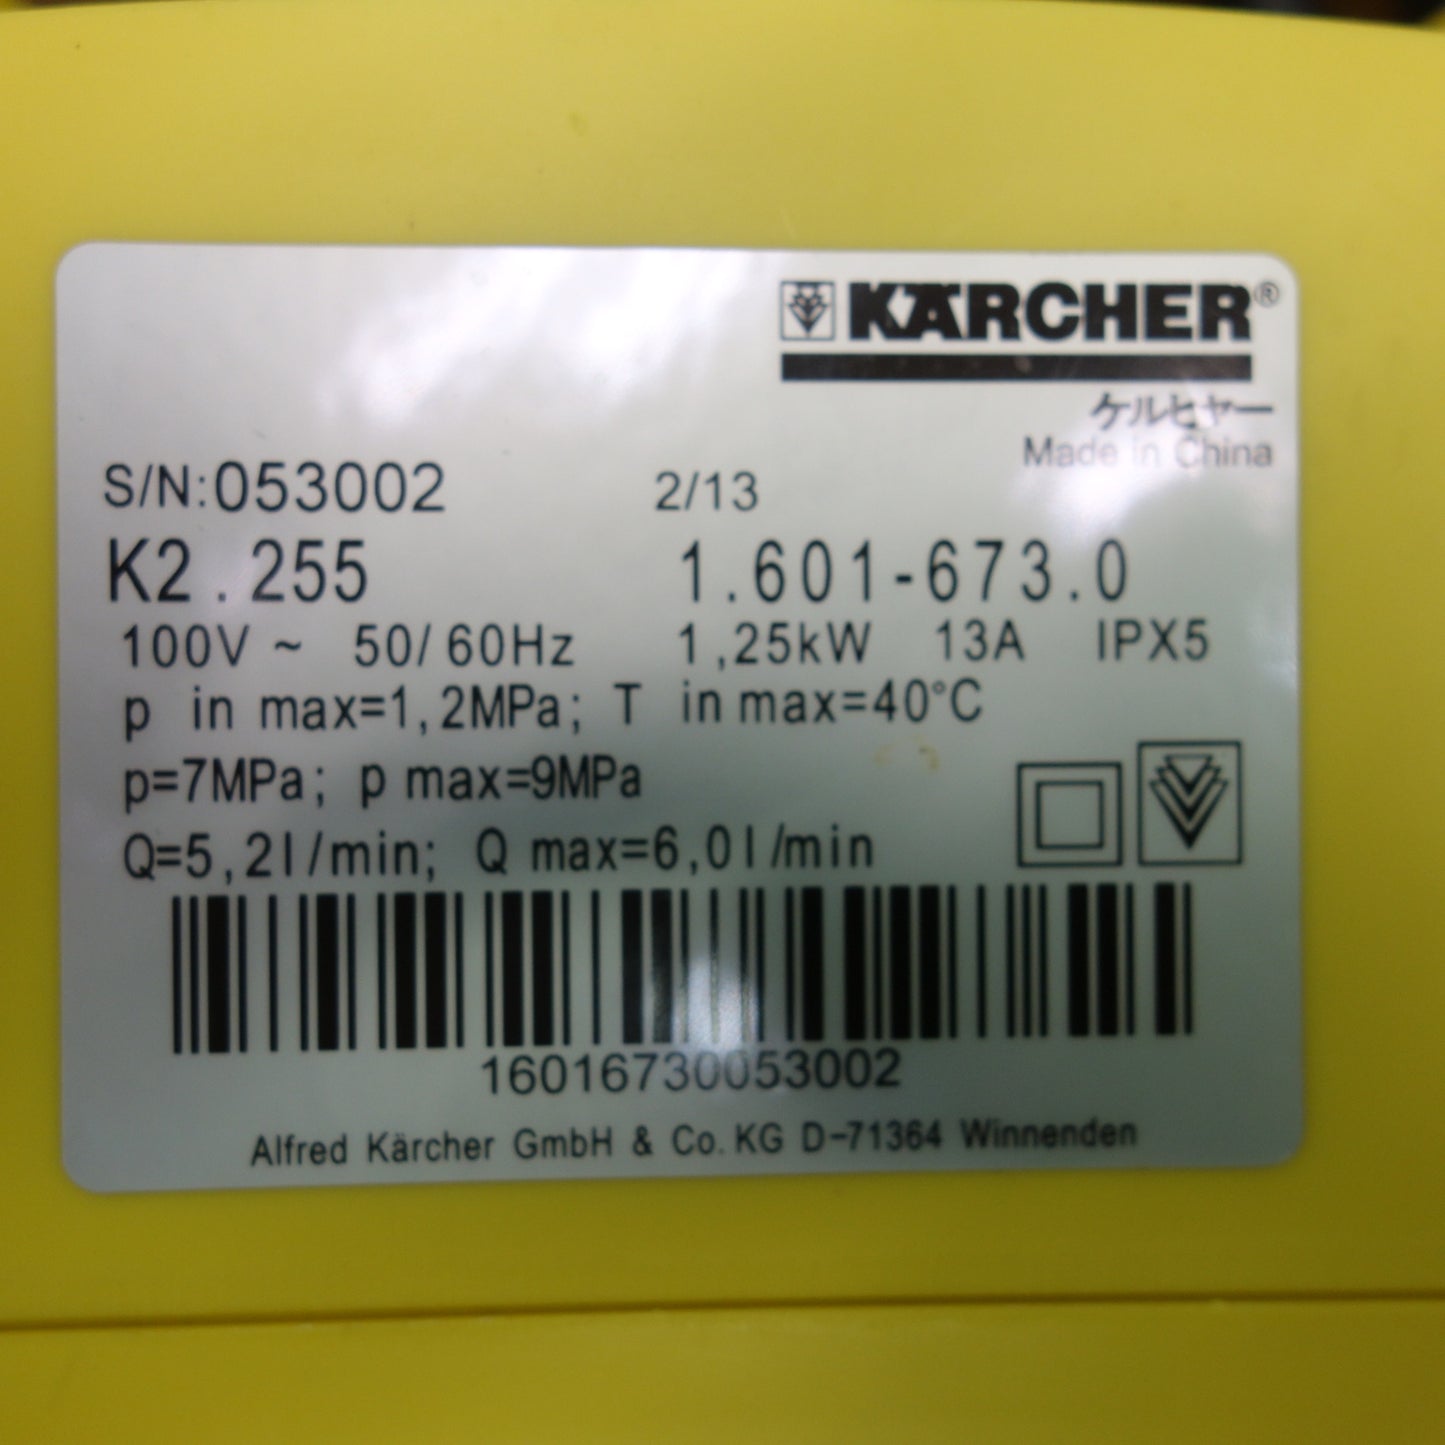 KÄRCHER®
ケルヒャー
Made in China
S/N:053002 2/13
K2.255 1.601-673.0
100V ~ 50/60Hz 1,25kW 13A IPX5
p in max=1,2MPa; T in max=40°C
p=7MPa; p max=9MPa
Q=5,2l/min; Q max=6,0l/min
16016730053002
Alfred Kärcher GmbH & Co. KG D-71364 Winnenden